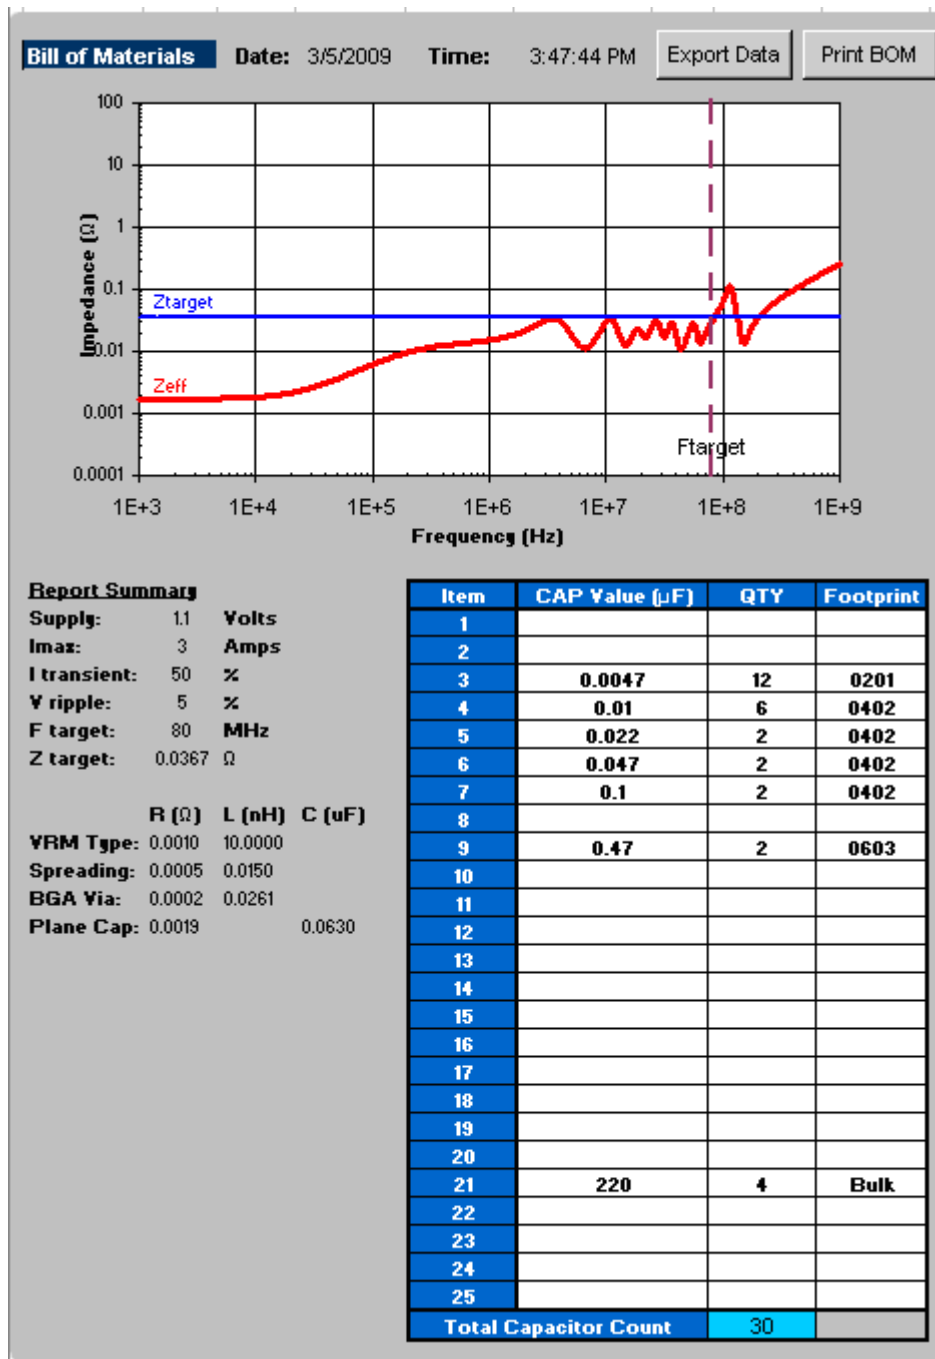 Bill of Materials Date: 3/5/2009 Time: 3:47:44 PM Export Data Print BOM
100
10
1
0.1
0.01
0.001
0.0001
Impedance (Ω)
Ztarget
Zeff
Ftarget
1E+3 1E+4 1E+5 1E+6 1E+7 1E+8 1E+9
Frequency (Hz)
Report Summary
Supply: 1.1 Volts
Imax: 3 Amps
I transient: 50 %
V ripple: 5 %
F target: 80 MHz
Z target: 0.0367 Ω
R (Ω) L (nH) C (uF)
VRM Type: 0.0010 10.0000
Spreading: 0.0005 0.0150
BGA Via: 0.0002 0.0261
Plane Cap: 0.0019 0.0630
Item CAP Value (μF) QTY Footprint
1
2
3 0.0047 12 0201
4 0.01 6 0402
5 0.022 2 0402
6 0.047 2 0402
7 0.1 2 0402
8
9 0.47 2 0603
10
11
12
13
14
15
16
17
18
19
20
21 220 4 Bulk
22
23
24
25
Total Capacitor Count 30